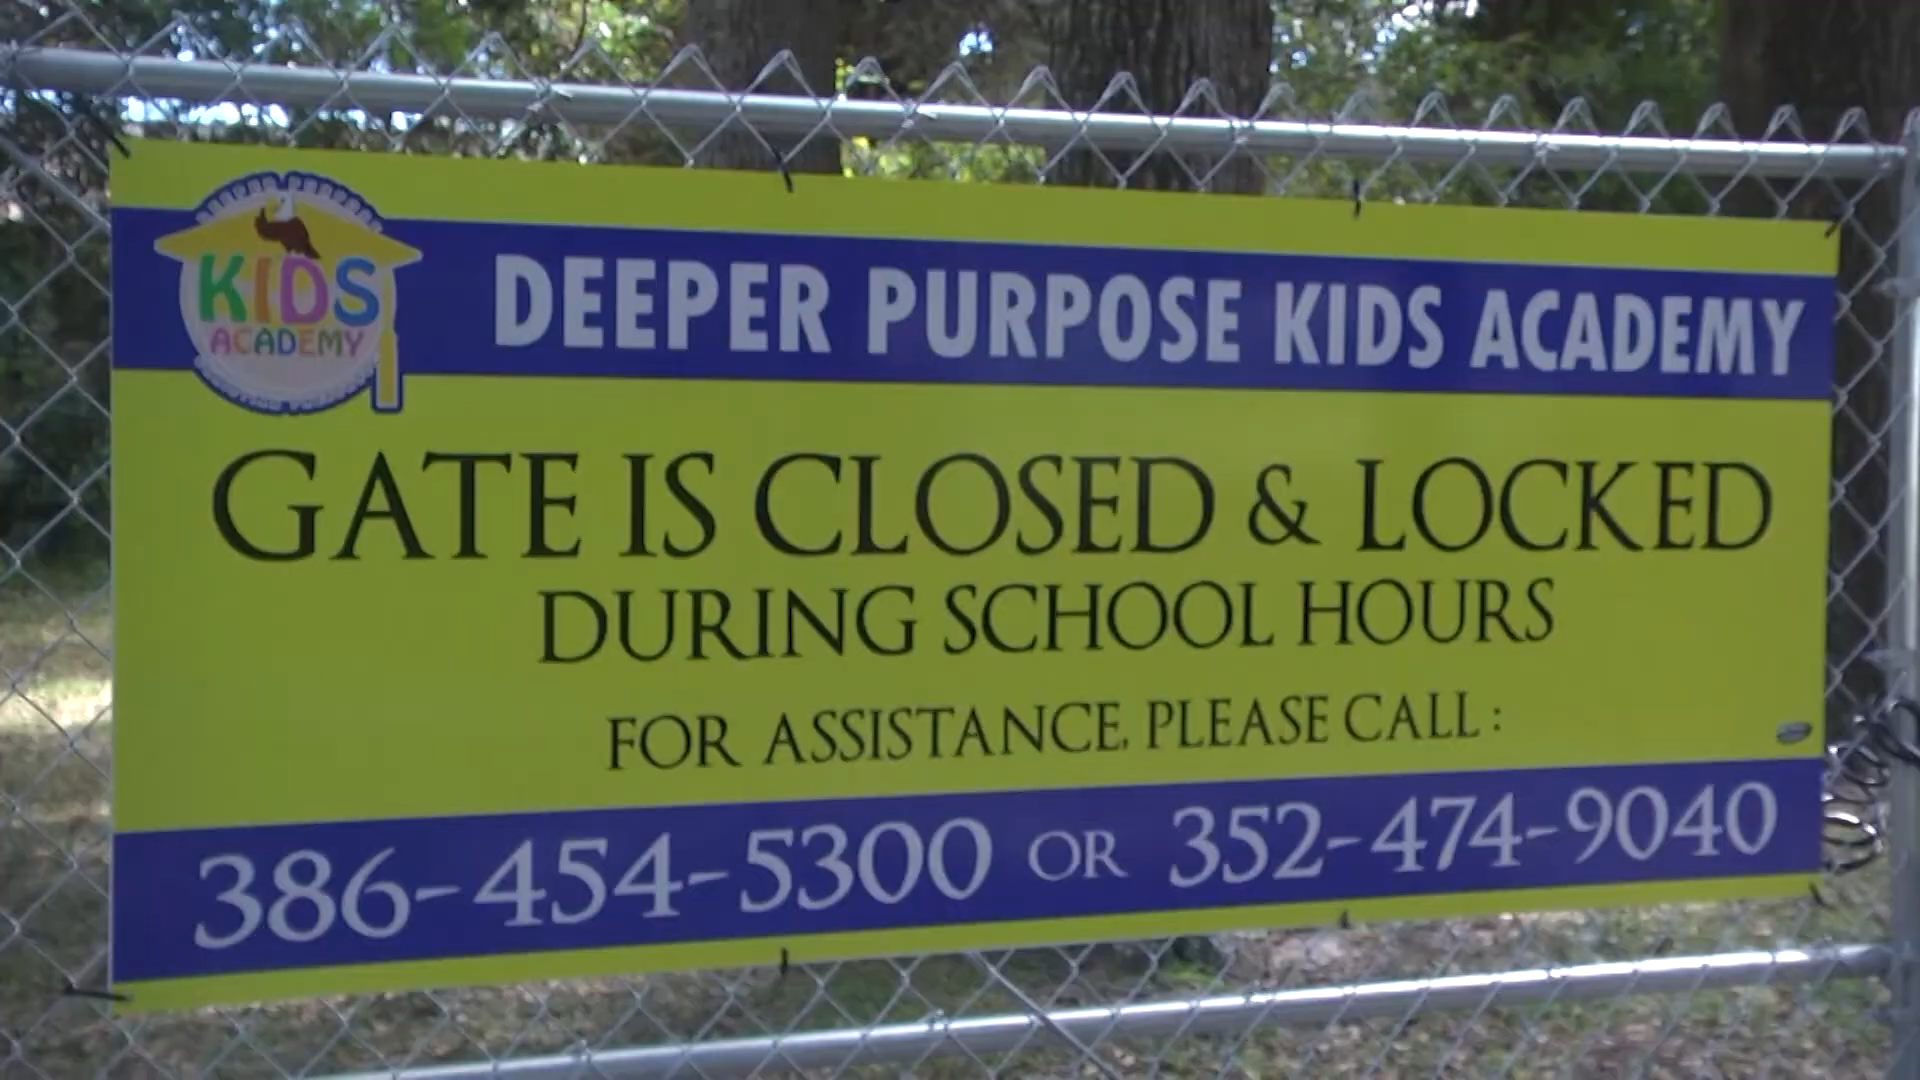 KIDS
ACADEMY
DEEPER PURPOSE KIDS ACADEMY
GATE IS CLOSED & LOCKED
DURING SCHOOL HOURS
FOR ASSISTANCE, PLEASE CALL :
386-454-5300 OR 352-474-9040